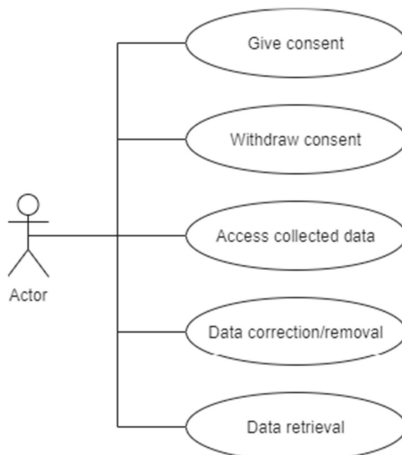 Give consent
Withdraw consent
Access collected data
Actor
Data correction/removal
Data retrieval